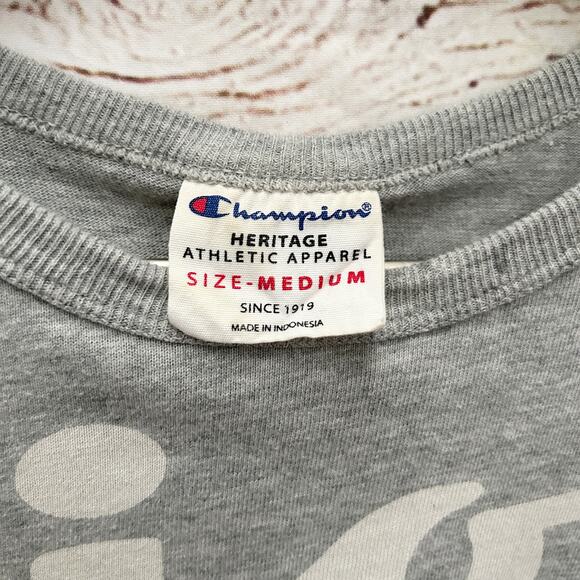 Champion®
HERITAGE
ATHLETIC APPAREL
SIZE-MEDIUM
SINCE 1919
MADE IN INDONESIA